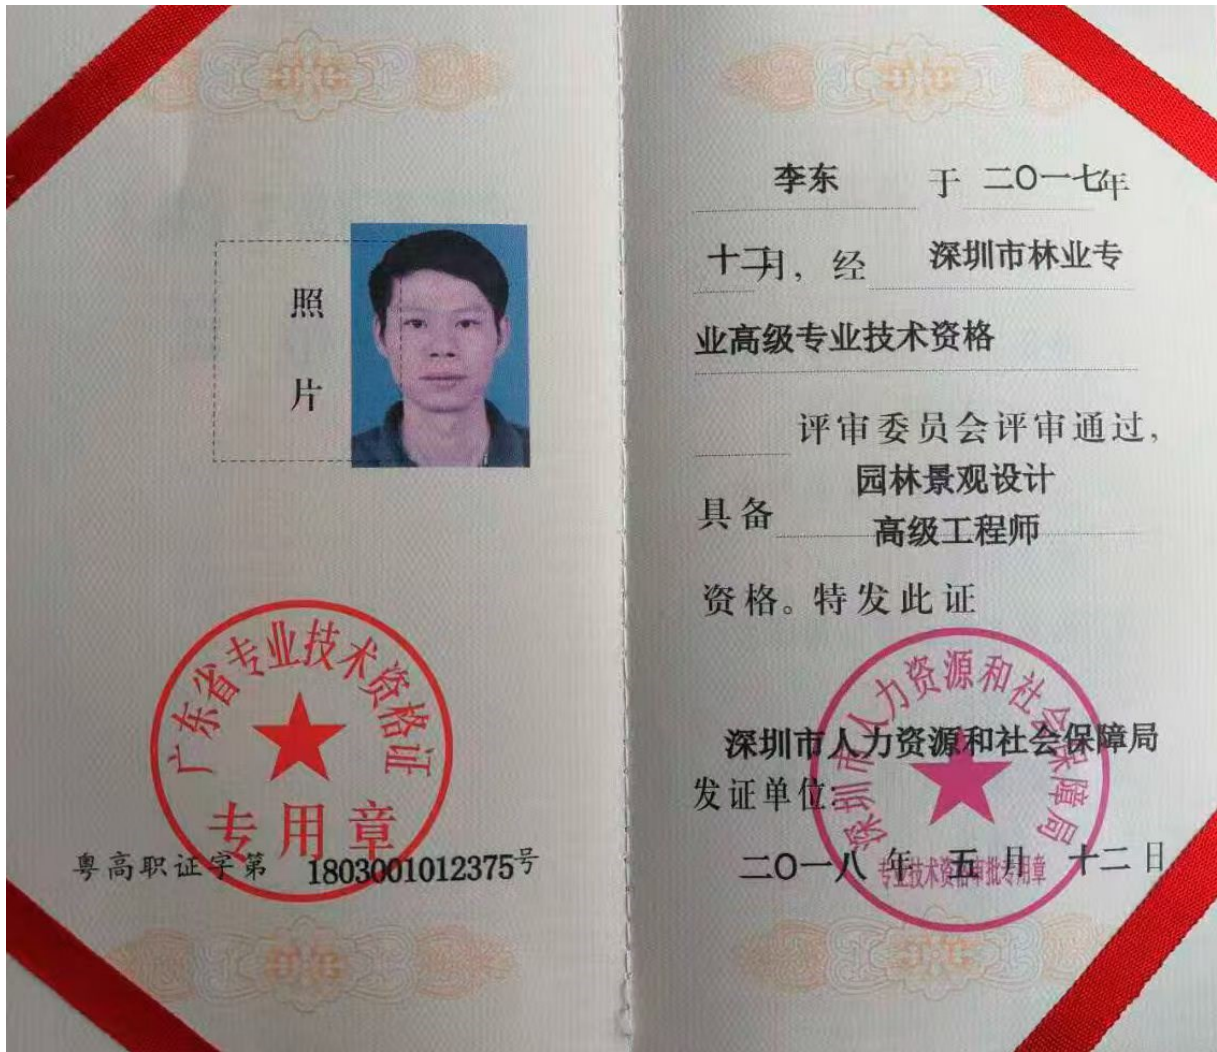 照
片
广东省专业技术资格证
专用章
粤高职证字第 1803001012375号
李东 于 二〇一七年
十二月，经 深圳市林业专
业高级专业技术资格
评审委员会评审通过，
园林景观设计
具备
高级工程师
资格。特发此证
深圳市人力资源和社会保障局
深圳市人力资源和社会保障局
发证单位：
二〇一八 年 五 月 十二 日
专业技术资格审批专用章